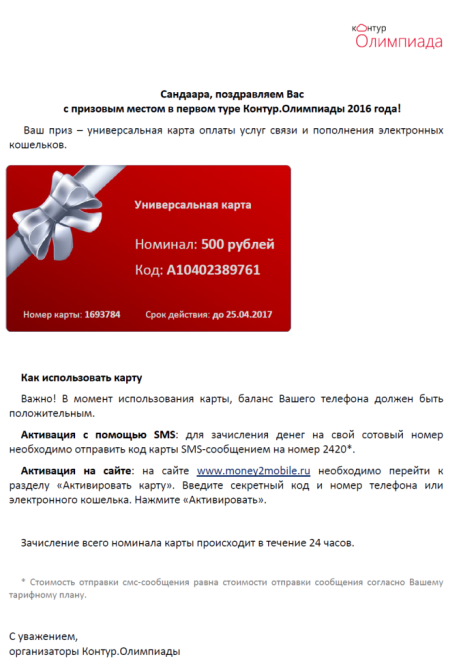 контур
Олимпиада
Сандаара, поздравляем Вас
с призовым местом в первом туре Контур.Олимпиады 2016 года!
Ваш приз – универсальная карта оплаты услуг связи и пополнения электронных
кошельков.
Универсальная карта
Номинал: 500 рублей
Код: A10402389761
Номер карты: 1693784 Срок действия: до 25.04.2017
Как использовать карту
Важно! В момент использования карты, баланс Вашего телефона должен быть
положительным.
Активация с помощью SMS: для зачисления денег на свой сотовый номер
необходимо отправить код карты SMS-сообщением на номер 2420*.
Активация на сайте: на сайте www.money2mobile.ru необходимо перейти к
разделу «Активировать карту». Введите секретный код и номер телефона или
электронного кошелька. Нажмите «Активировать».
Зачисление всего номинала карты происходит в течение 24 часов.
* Стоимость отправки смс-сообщения равна стоимости отправки сообщения согласно Вашему
тарифному плану.
С уважением,
организаторы Контур.Олимпиады